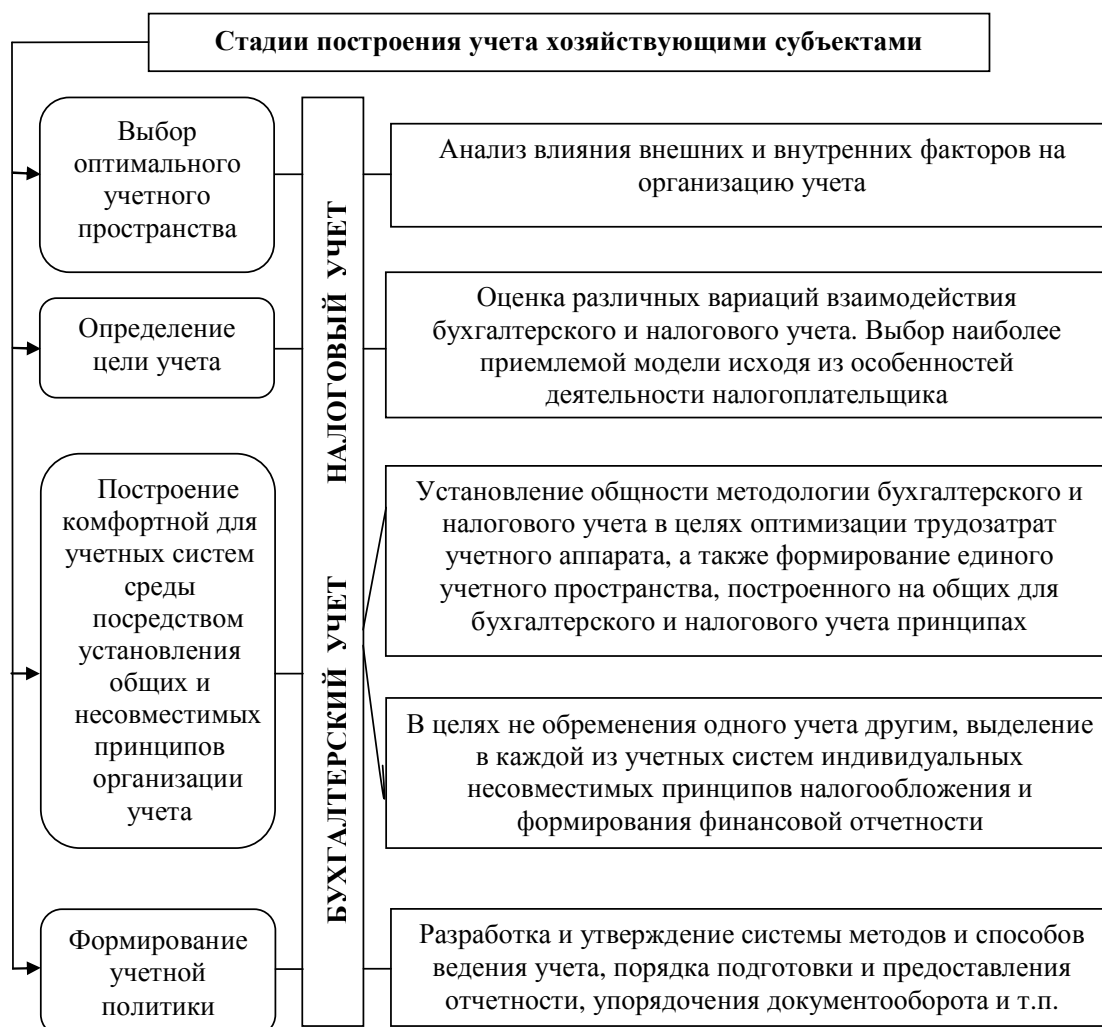 Стадии построения учета хозяйствующими субъектами
Выбор
оптимального
учетного
пространства
Анализ влияния внешних и внутренних факторов на
организацию учета
Определение
цели учета
Оценка различных вариаций взаимодействия
бухгалтерского и налогового учета. Выбор наиболее
приемлемой модели исходя из особенностей
деятельности налогоплательщика
Построение
комфортной для
учетных систем
среды
посредством
установления
общих и
несовместимых
принципов
организации
учета
БУХГАЛТЕРСКИЙ УЧЕТ НАЛОГОВЫЙ УЧЕТ
Установление общности методологии бухгалтерского и
налогового учета в целях оптимизации трудозатрат
учетного аппарата, а также формирование единого
учетного пространства, построенного на общих для
бухгалтерского и налогового учета принципах
В целях не обременения одного учета другим, выделение
в каждой из учетных систем индивидуальных
несовместимых принципов налогообложения и
формирования финансовой отчетности
Формирование
учетной
политики
Разработка и утверждение системы методов и способов
ведения учета, порядка подготовки и предоставления
отчетности, упорядочения документооборота и т.п.